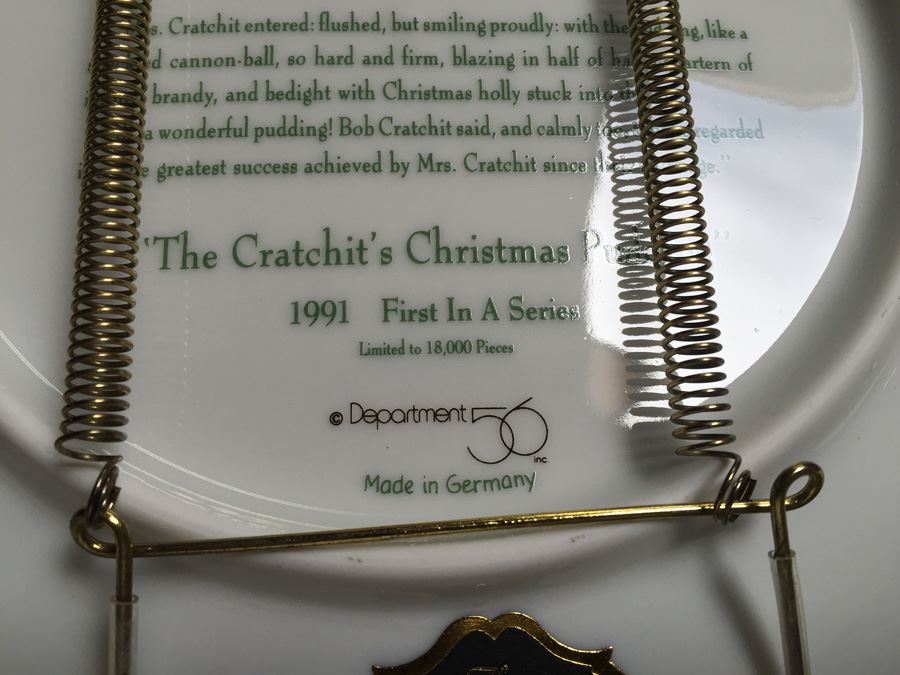 s. Cratchit entered: flushed, but smiling proudly: with the like a
cannon-ball, so hard and firm, blazing in half of
brandy, and bedight with Christmas holly stuck into
a wonderful pudding! Bob Cratchit said, and calmly regarded
greatest success achieved by Mrs. Cratchit since
"The Cratchit's Christmas
1991 First In A Series
Limited to 18,000 Pieces
© Department 56 inc.
Made in Germany